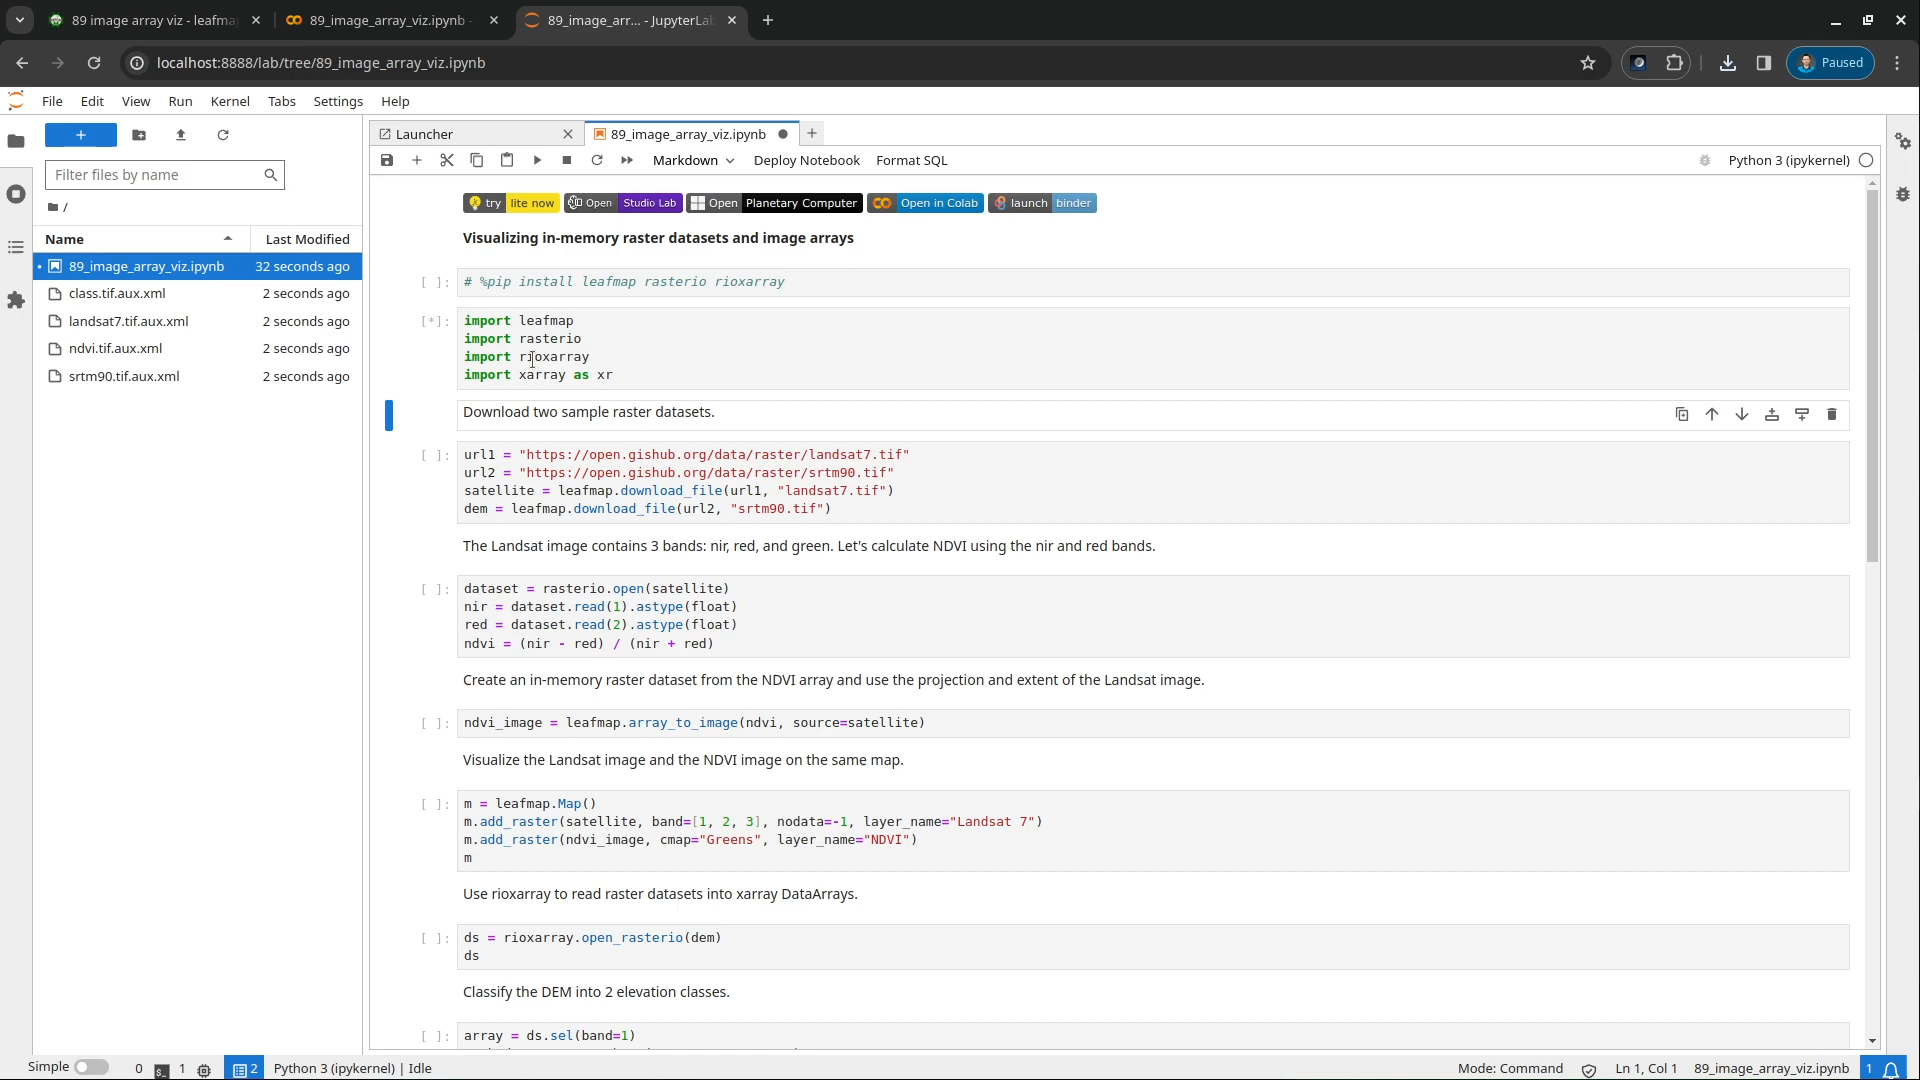 89 image array viz - leafma
89_image_array_viz.ipynb -
89_image_arr... - JupyterLab
localhost:8888/lab/tree/89_image_array_viz.ipynb
Paused
File Edit View Run Kernel Tabs Settings Help
Launcher
89_image_array_viz.ipynb
Markdown
Deploy Notebook
Format SQL
Python 3 (ipykernel)
Filter files by name
/
Name Last Modified
89_image_array_viz.ipynb 32 seconds ago
class.tif.aux.xml 2 seconds ago
landsat7.tif.aux.xml 2 seconds ago
ndvi.tif.aux.xml 2 seconds ago
srtm90.tif.aux.xml 2 seconds ago
try lite now Open Studio Lab Open Planetary Computer Open in Colab launch binder
Visualizing in-memory raster datasets and image arrays
[ ]: # %pip install leafmap rasterio rioxarray
[*]: import leafmap
import rasterio
import rioxarray
import xarray as xr
Download two sample raster datasets.
[ ]: url1 = "https://open.gishub.org/data/raster/landsat7.tif"
url2 = "https://open.gishub.org/data/raster/srtm90.tif"
satellite = leafmap.download_file(url1, "landsat7.tif")
dem = leafmap.download_file(url2, "srtm90.tif")
The Landsat image contains 3 bands: nir, red, and green. Let's calculate NDVI using the nir and red bands.
[ ]: dataset = rasterio.open(satellite)
nir = dataset.read(1).astype(float)
red = dataset.read(2).astype(float)
ndvi = (nir - red) / (nir + red)
Create an in-memory raster dataset from the NDVI array and use the projection and extent of the Landsat image.
[ ]: ndvi_image = leafmap.array_to_image(ndvi, source=satellite)
Visualize the Landsat image and the NDVI image on the same map.
[ ]: m = leafmap.Map()
m.add_raster(satellite, band=[1, 2, 3], nodata=-1, layer_name="Landsat 7")
m.add_raster(ndvi_image, cmap="Greens", layer_name="NDVI")
m
Use rioxarray to read raster datasets into xarray DataArrays.
[ ]: ds = rioxarray.open_rasterio(dem)
ds
Classify the DEM into 2 elevation classes.
[ ]: array = ds.sel(band=1)
Simple 0 1 2 Python 3 (ipykernel) | Idle Mode: Command Ln 1, Col 1 89_image_array_viz.ipynb 1